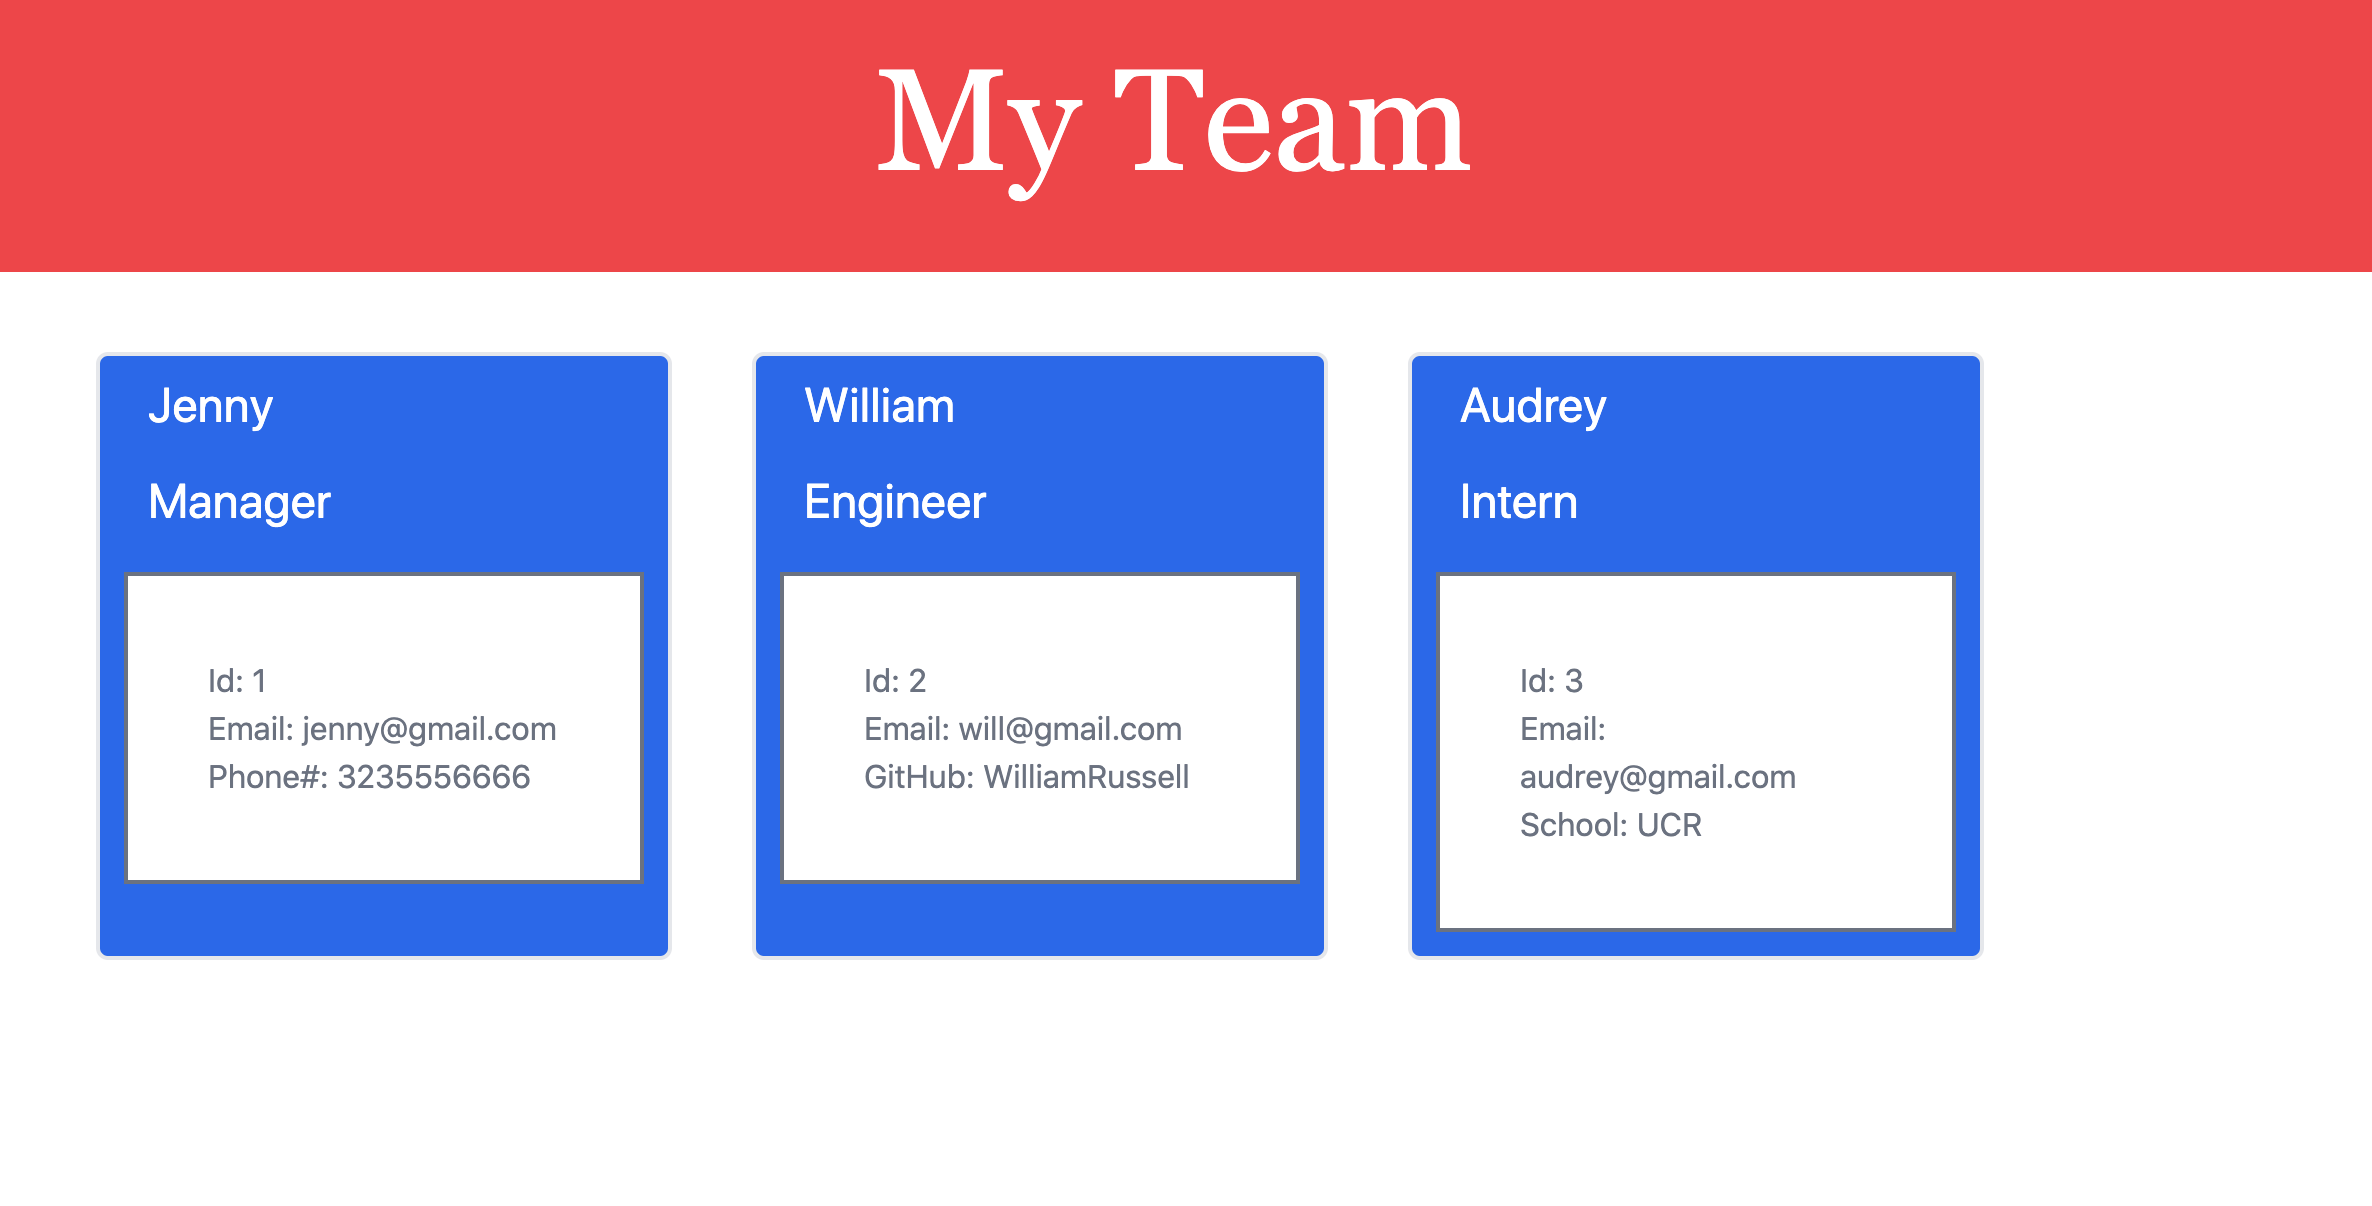 My Team
Jenny
Manager
Id: 1
Email: jenny@gmail.com
Phone#: 3235556666
William
Engineer
Id: 2
Email: will@gmail.com
GitHub: WilliamRussell
Audrey
Intern
Id: 3
Email:
audrey@gmail.com
School: UCR